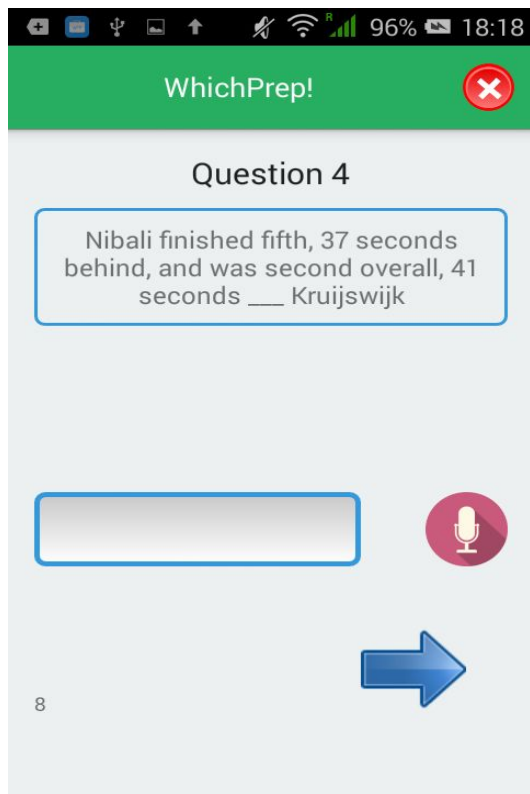 R 96% 18:18
WhichPrep!
Question 4
Nibali finished fifth, 37 seconds
behind, and was second overall, 41
seconds ___ Kruijswijk
8